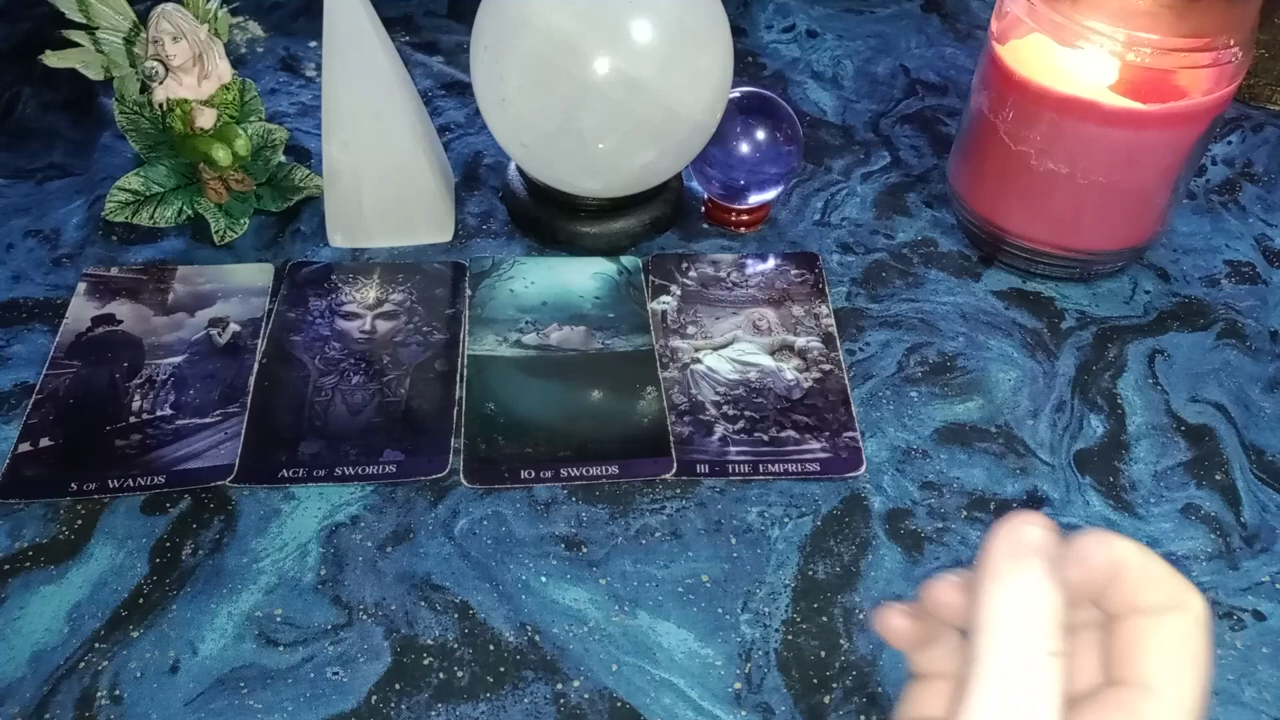 5 OF WANDS
ACE OF SWORDS
10 OF SWORDS
III - THE EMPRESS